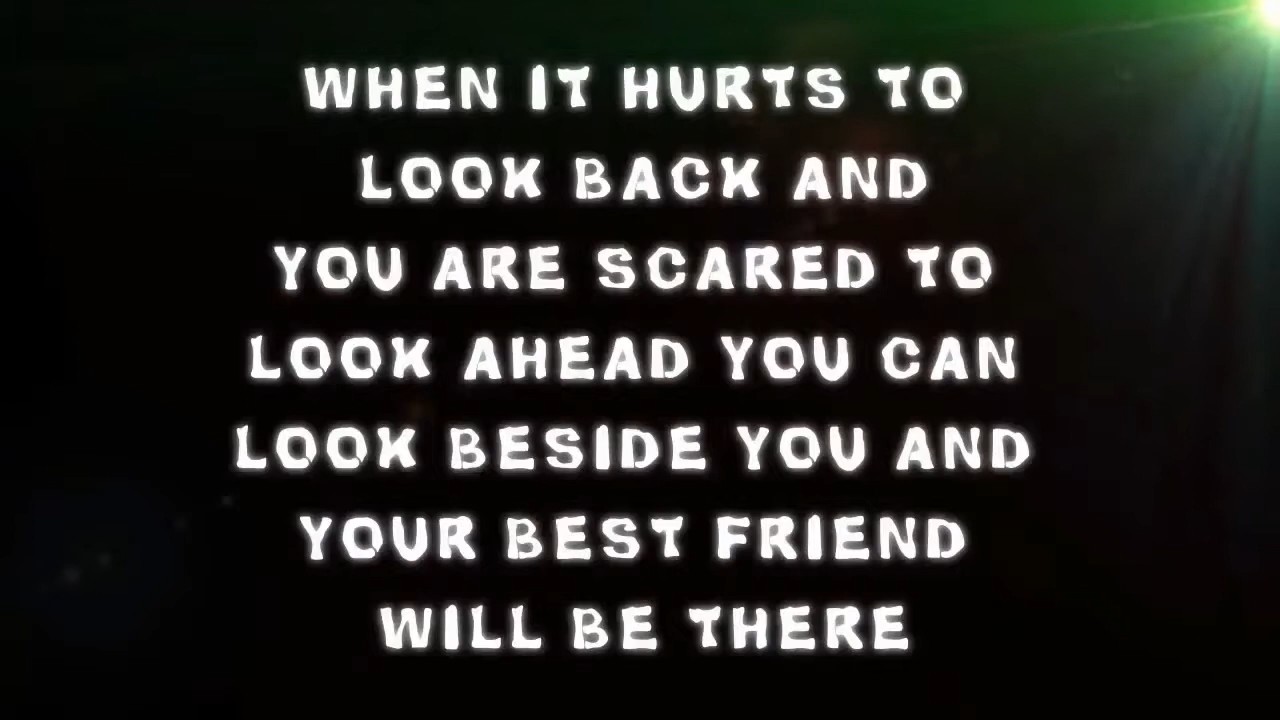 WHEN IT HURTS TO
LOOK BACK AND
YOU ARE SCARED TO
LOOK AHEAD YOU CAN
LOOK BESIDE YOU AND
YOUR BEST FRIEND
WILL BE THERE